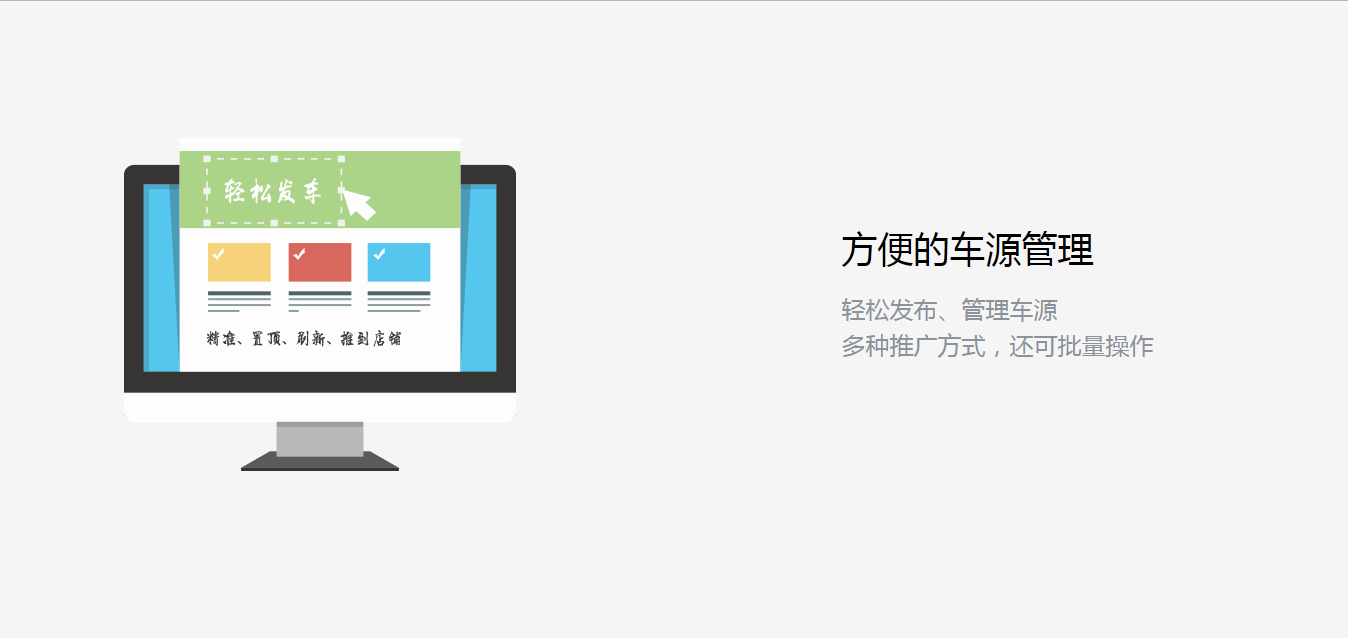 轻松发车
精准、置顶、刷新、推到店铺
方便的车源管理
轻松发布、管理车源
多种推广方式，还可批量操作